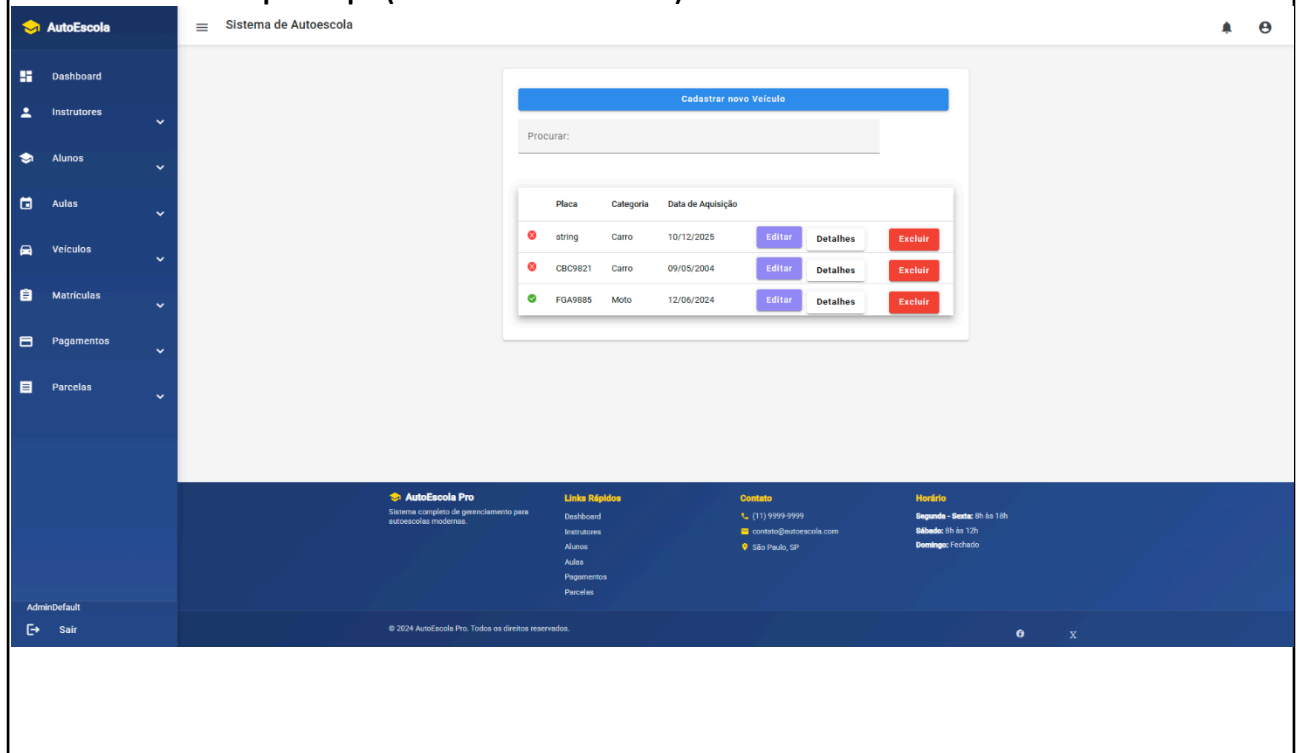 AutoEscola
Sistema de Autoescola
Dashboard
Instrutores
Alunos
Aulas
Veículos
Matrículas
Pagamentos
Parcelas
AdminDefault
Sair
Cadastrar novo Veículo
Procurar:
Placa Categoria Data de Aquisição
string Carro 10/12/2025 Editar Detalhes Excluir
CBC9821 Carro 09/05/2004 Editar Detalhes Excluir
FGA9885 Moto 12/06/2024 Editar Detalhes Excluir
AutoEscola Pro
Sistema completo de gerenciamento para
autoescolas modernas.
Links Rápidos
Dashboard
Instrutores
Alunos
Aulas
Pagamentos
Parcelas
Contato
(11) 9999-9999
contato@autoescola.com
São Paulo, SP
Horário
Segunda - Sexta: 8h às 18h
Sábado: 8h às 12h
Domingo: Fechado
© 2024 AutoEscola Pro. Todos os direitos reservados.
X